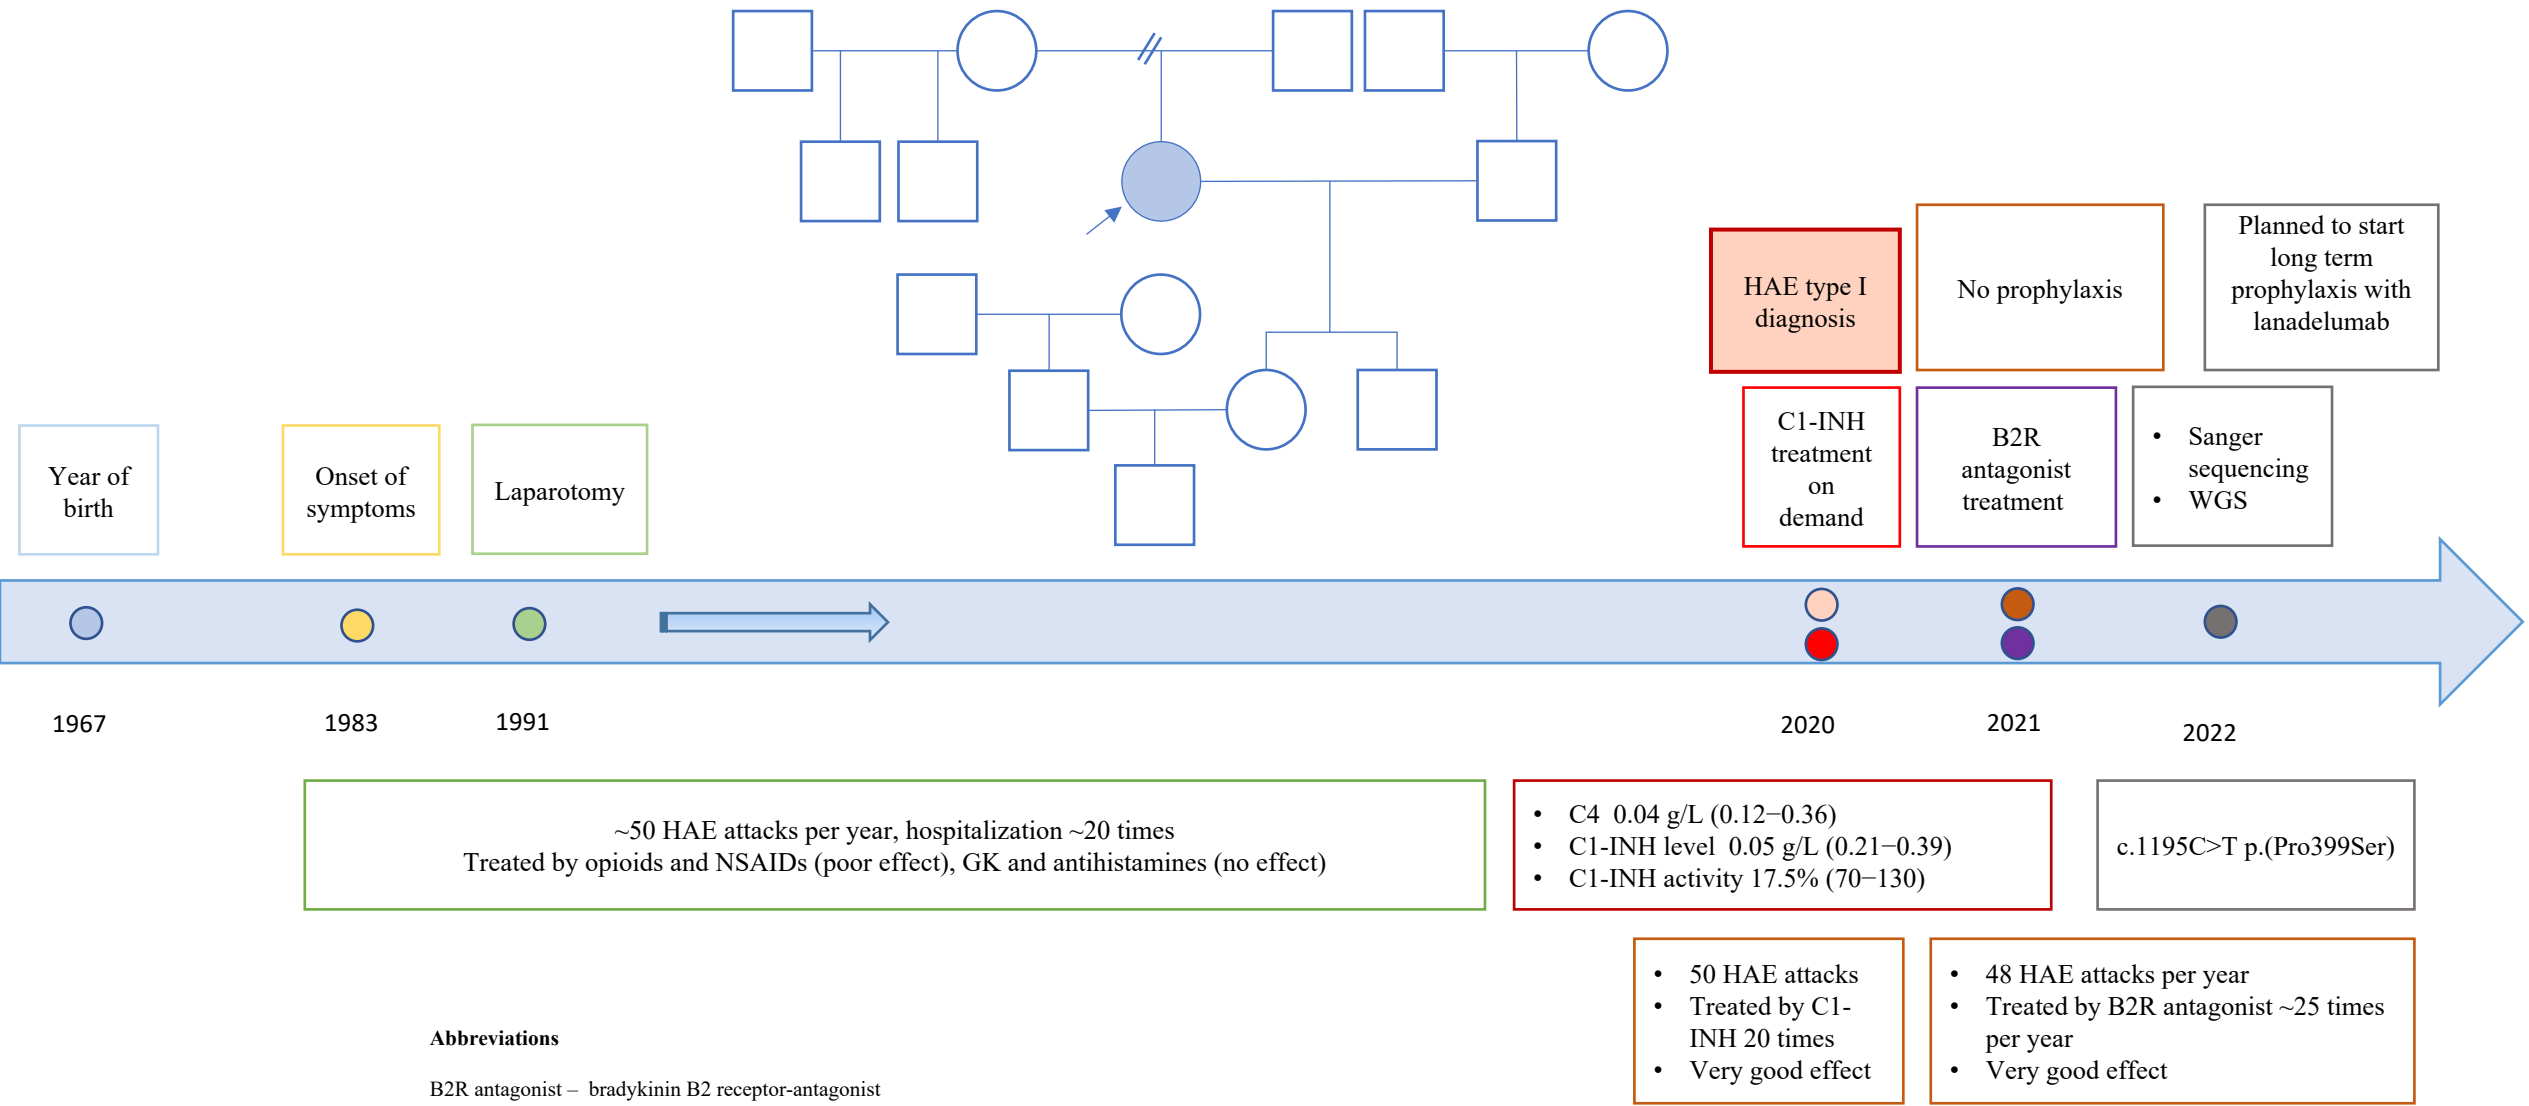 HAE type I
diagnosis
No prophylaxis
Planned to start
long term
prophylaxis with
lanadelumab
Year of
birth
Onset of
symptoms
Laparotomy
C1-INH
treatment
on
demand
B2R
antagonist
treatment
• Sanger
sequencing
• WGS
1967
1983
1991
2020
2021
2022
~50 HAE attacks per year, hospitalization ~20 times
Treated by opioids and NSAIDs (poor effect), GK and antihistamines (no effect)
• C4 0.04 g/L (0.12−0.36)
• C1-INH level 0.05 g/L (0.21−0.39)
• C1-INH activity 17.5% (70−130)
c.1195C>T p.(Pro399Ser)
• 50 HAE attacks
• Treated by C1-
INH 20 times
• Very good effect
• 48 HAE attacks per year
• Treated by B2R antagonist ~25 times
per year
• Very good effect
Abbreviations
B2R antagonist – bradykinin B2 receptor-antagonist